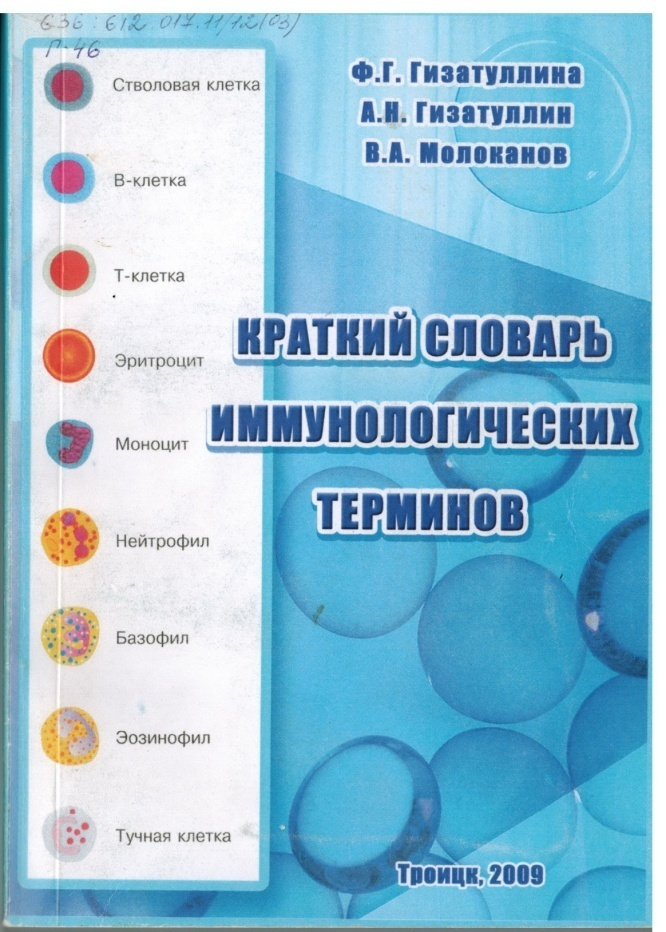 636:612.017.11/12(03)
Г-46
Ф.Г. Гизатуллина
А.Н. Гизатуллин
В.А. Молоканов
Стволовая клетка
В-клетка
Т-клетка
Эритроцит
Моноцит
Нейтрофил
Базофил
Эозинофил
Тучная клетка
КРАТКИЙ СЛОВАРЬ
ИММУНОЛОГИЧЕСКИХ
ТЕРМИНОВ
Троицк, 2009